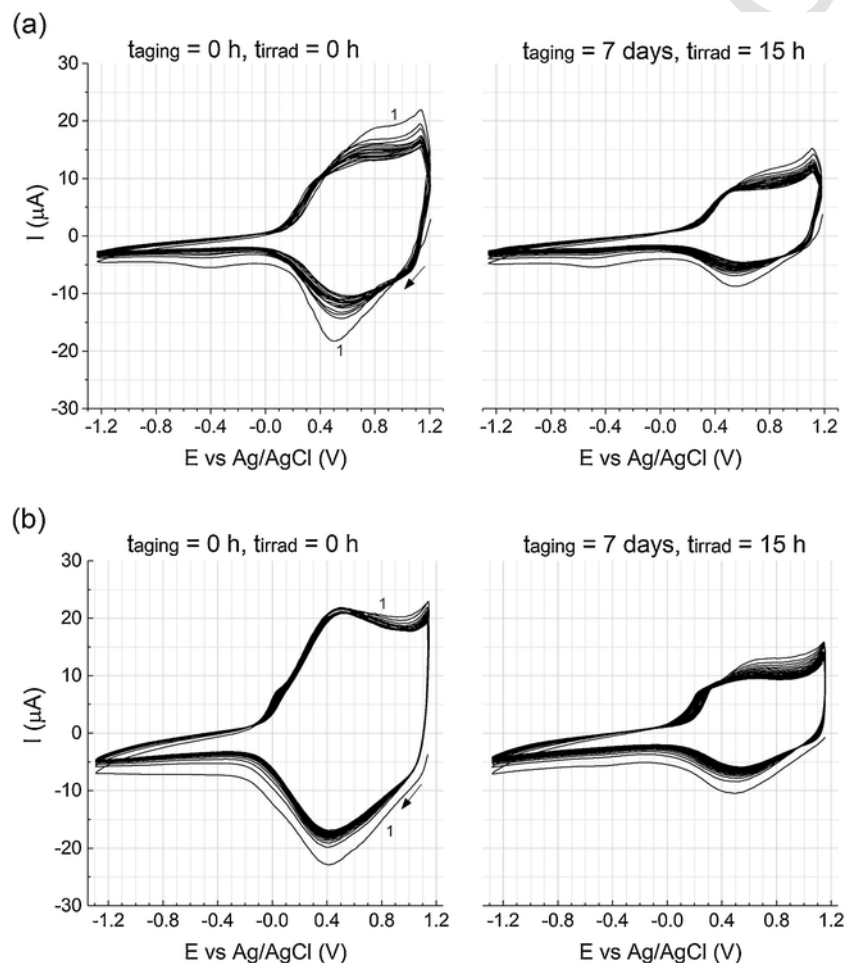 (a)
taging = 0 h, tirrad = 0 h
taging = 7 days, tirrad = 15 h
30
20
10
0
-10
-20
-30
I (μA)
1
1
-1.2 -0.8 -0.4 -0.0 0.4 0.8 1.2
-1.2 -0.8 -0.4 -0.0 0.4 0.8 1.2
E vs Ag/AgCl (V)
E vs Ag/AgCl (V)
(b)
taging = 0 h, tirrad = 0 h
taging = 7 days, tirrad = 15 h
30
20
10
0
-10
-20
-30
I (μA)
1
1
-1.2 -0.8 -0.4 -0.0 0.4 0.8 1.2
-1.2 -0.8 -0.4 -0.0 0.4 0.8 1.2
E vs Ag/AgCl (V)
E vs Ag/AgCl (V)